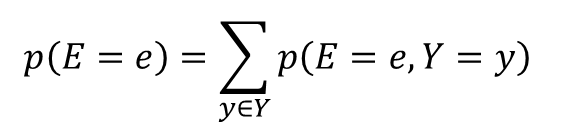 p(E = e) = ∑_{y∈Y} p(E = e, Y = y)